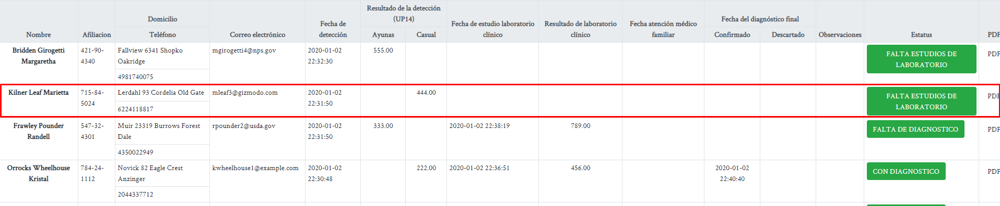 Nombre
Afiliacion
Domicilio
Teléfono
Correo electrónico
Fecha de
detección
Resultado de la detección
(UP14)
Ayunas
Casual
Fecha de estudio laboratorio
clínico
Resultado de laboratorio
clínico
Fecha atención médico
familiar
Fecha del diagnóstico final
Confirmado
Descartado
Observaciones
Estatus
PDF
Bridden Girogetti
Margaretha
421-90-
4340
Fallview 6341 Shopko
Oakridge
4981740075
mgirogetti4@nps.gov
2020-01-02
22:32:30
555.00
FALTA ESTUDIOS DE
LABORATORIO
PDF
Kilner Leaf Marietta
715-84-
5024
Lerdahl 93 Cordelia Old Gate
6224118817
mleaf3@gizmodo.com
2020-01-02
22:31:50
444.00
FALTA ESTUDIOS DE
LABORATORIO
PDF
Frawley Pounder
Randell
547-32-
4301
Muir 23319 Burrows Forest
Dale
4350022949
rpounder2@usda.gov
2020-01-02
22:31:50
333.00
2020-01-02 22:38:19
789.00
FALTA DE DIAGNOSTICO
PDF
Orrocks Wheelhouse
Kristal
784-24-
1112
Novick 82 Eagle Crest
Anzinger
2044337712
kwheelhouse1@example.com
2020-01-02
22:30:48
222.00
2020-01-02 22:36:51
456.00
2020-01-02
22:40:40
CON DIAGNOSTICO
PDF